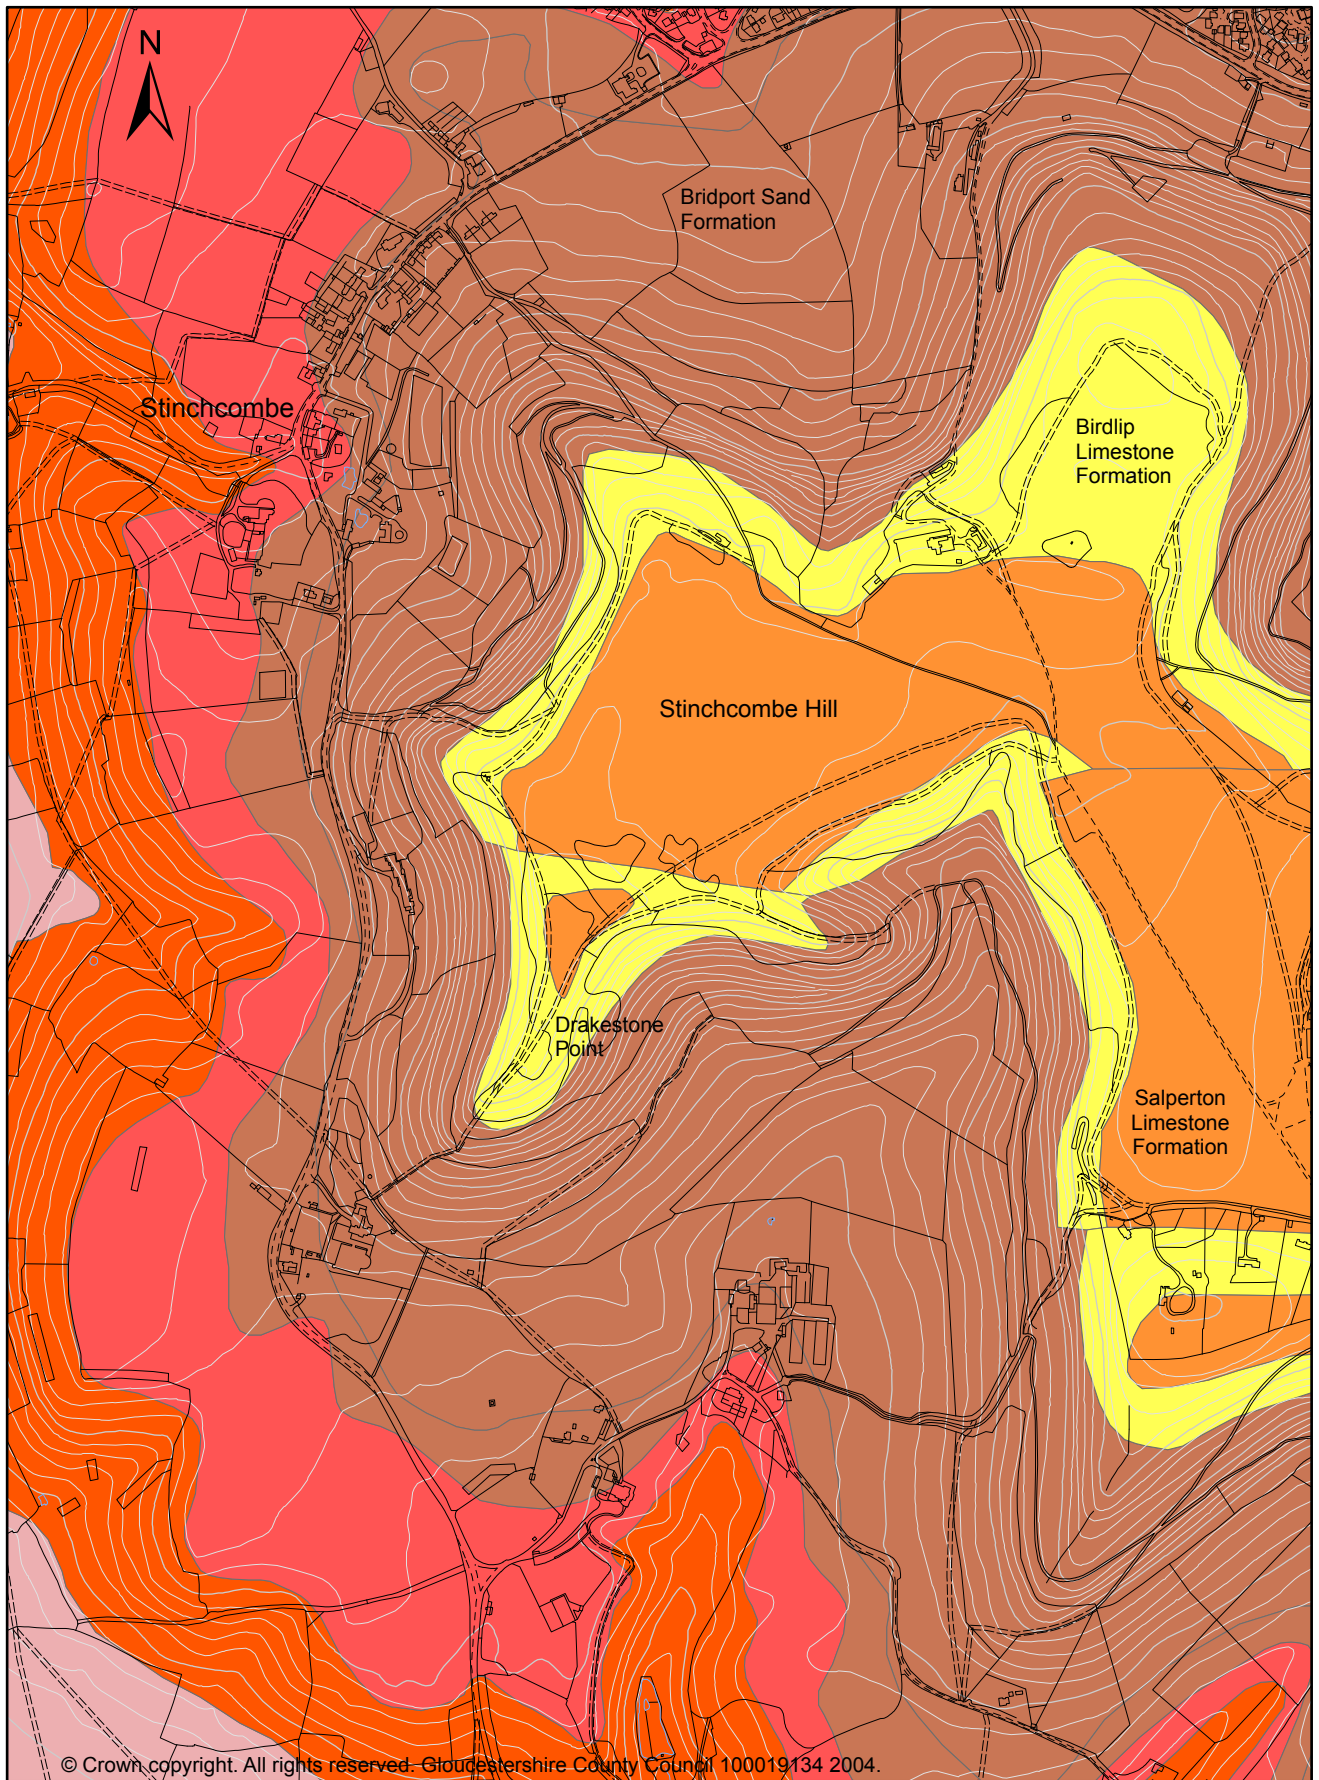 N
Bridport Sand
Formation
Stinchcombe
Birdlip
Limestone
Formation
Stinchcombe Hill
Drakestone
Point
Salperton
Limestone
Formation
© Crown copyright. All rights reserved. Gloucestershire County Council 100019134 2004.